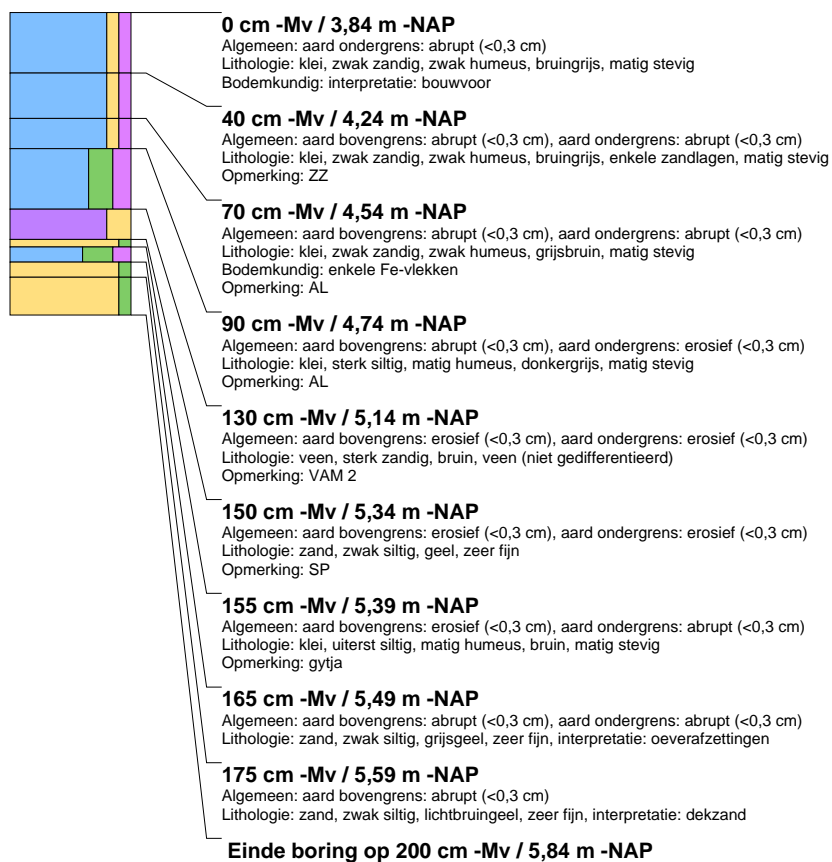 0 cm -Mv / 3,84 m -NAP
Algemeen: aard ondergrens: abrupt (<0,3 cm)
Lithologie: klei, zwak zandig, zwak humeus, bruingrijs, matig stevig
Bodemkundig: interpretatie: bouwvoor
40 cm -Mv / 4,24 m -NAP
Algemeen: aard bovengrens: abrupt (<0,3 cm), aard ondergrens: abrupt (<0,3 cm)
Lithologie: klei, zwak zandig, zwak humeus, bruingrijs, enkele zandlagen, matig stevig
Opmerking: ZZ
70 cm -Mv / 4,54 m -NAP
Algemeen: aard bovengrens: abrupt (<0,3 cm), aard ondergrens: abrupt (<0,3 cm)
Lithologie: klei, zwak zandig, zwak humeus, grijsbruin, matig stevig
Bodemkundig: enkele Fe-vlekken
Opmerking: AL
90 cm -Mv / 4,74 m -NAP
Algemeen: aard bovengrens: abrupt (<0,3 cm), aard ondergrens: erosief (<0,3 cm)
Lithologie: klei, sterk siltig, matig humeus, donkergrijs, matig stevig
Opmerking: AL
130 cm -Mv / 5,14 m -NAP
Algemeen: aard bovengrens: erosief (<0,3 cm), aard ondergrens: erosief (<0,3 cm)
Lithologie: veen, sterk zandig, bruin, veen (niet gedifferentieerd)
Opmerking: VAM 2
150 cm -Mv / 5,34 m -NAP
Algemeen: aard bovengrens: erosief (<0,3 cm), aard ondergrens: erosief (<0,3 cm)
Lithologie: zand, zwak siltig, geel, zeer fijn
Opmerking: SP
155 cm -Mv / 5,39 m -NAP
Algemeen: aard bovengrens: erosief (<0,3 cm), aard ondergrens: abrupt (<0,3 cm)
Lithologie: klei, uiterst siltig, matig humeus, bruin, matig stevig
Opmerking: gytja
165 cm -Mv / 5,49 m -NAP
Algemeen: aard bovengrens: abrupt (<0,3 cm), aard ondergrens: abrupt (<0,3 cm)
Lithologie: zand, zwak siltig, grijsgeel, zeer fijn, interpretatie: oeverafzettingen
175 cm -Mv / 5,59 m -NAP
Algemeen: aard bovengrens: abrupt (<0,3 cm)
Lithologie: zand, zwak siltig, lichtbruingeel, zeer fijn, interpretatie: dekzand
Einde boring op 200 cm -Mv / 5,84 m -NAP